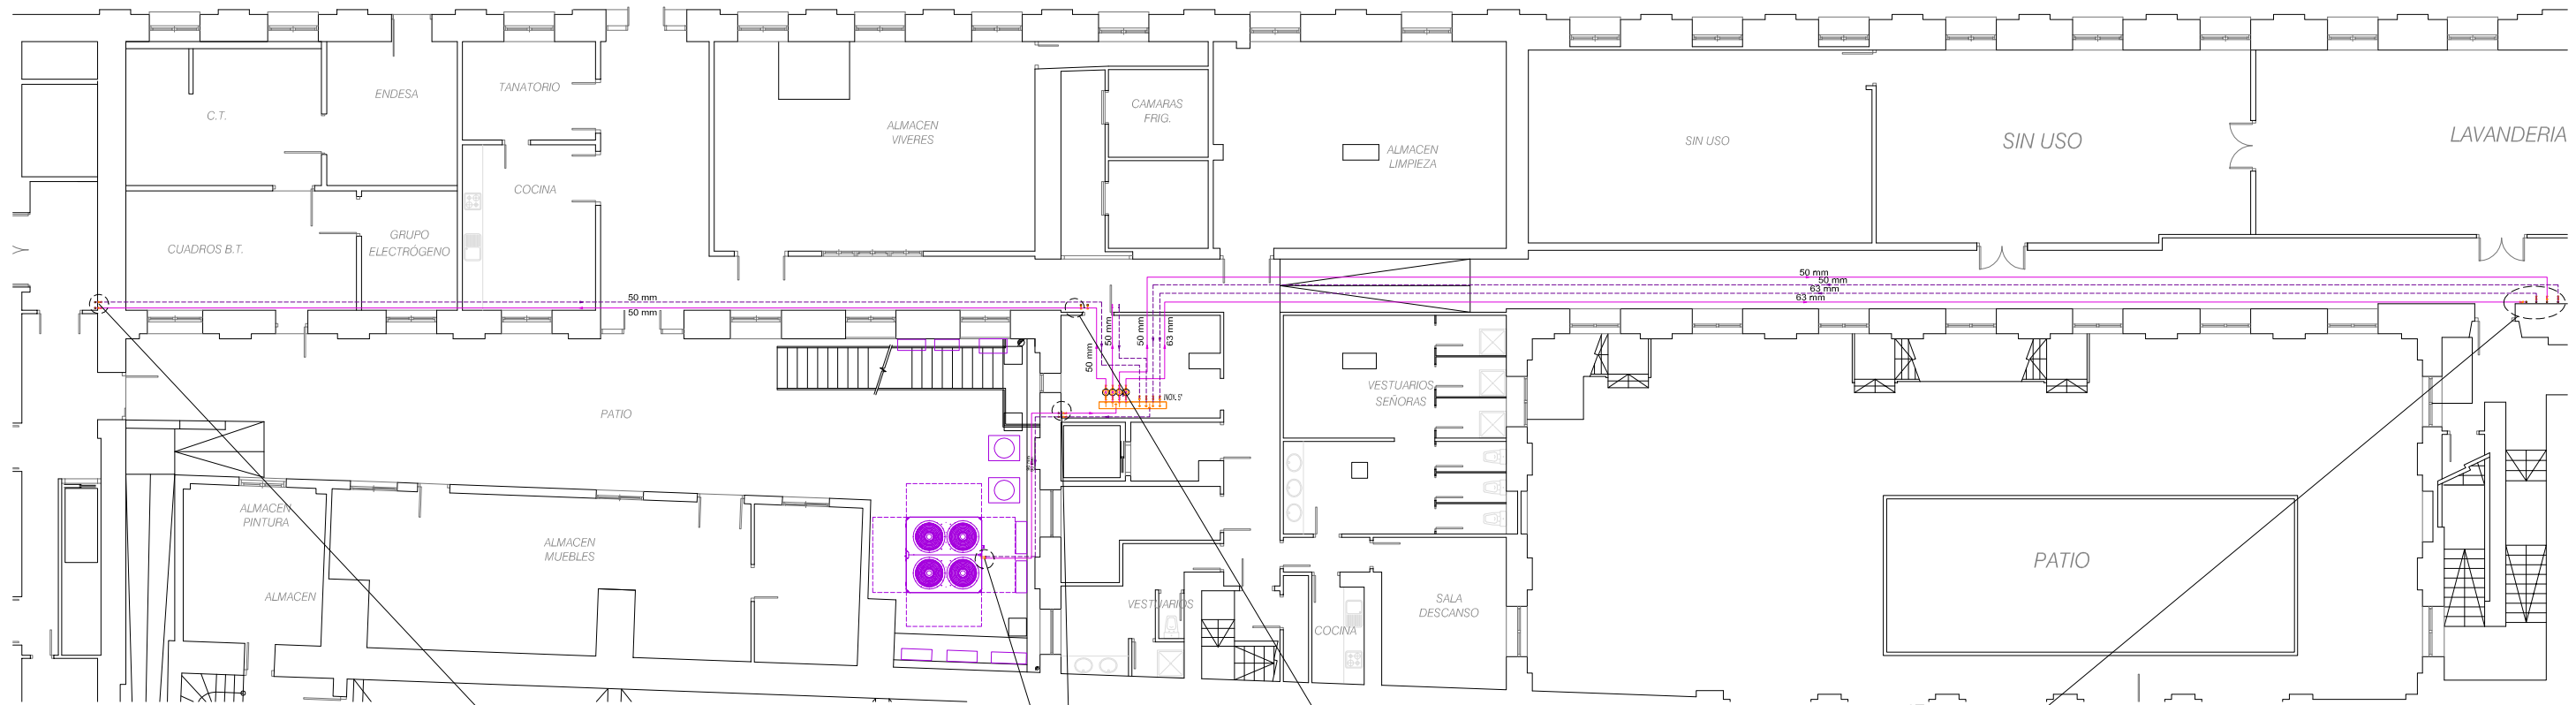 C.T.
ENDESA
TANATORIO
COCINA
CUADROS B.T.
GRUPO
ELECTRÓGENO
ALMACEN
VIVERES
CAMARAS
FRIG.
ALMACEN
LIMPIEZA
SIN USO
SIN USO
LAVANDERIA
50 mm
50 mm
50 mm
50 mm
63 mm
63 mm
50 mm
50 mm
50 mm
63 mm
INOX. 5"
PATIO
VESTUARIOS
SEÑORAS
ALMACEN
PINTURA
ALMACEN
MUEBLES
ALMACEN
VESTUARIOS
COCINA
SALA
DESCANSO
PATIO